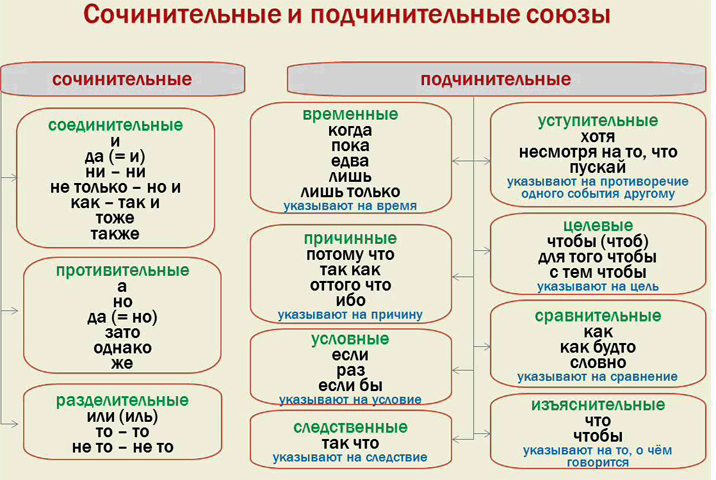 Сочинительные и подчинительные союзы
сочинительные
соединительные
и
да (= и)
ни – ни
не только – но и
как – так и
тоже
также
противительные
а
но
да (= но)
зато
однако
же
разделительные
или (иль)
то – то
не то – не то
подчинительные
временные
когда
пока
едва
лишь
лишь только
указывают на время
причинные
потому что
так как
оттого что
ибо
указывают на причину
условные
если
раз
если бы
указывают на условие
следственные
так что
указывают на следствие
уступительные
хотя
несмотря на то, что
пускай
указывают на противоречие
одного события другому
целевые
чтобы (чтоб)
для того чтобы
с тем чтобы
указывают на цель
сравнительные
как
как будто
словно
указывают на сравнение
изъяснительные
что
чтобы
указывают на то, о чём
говорится